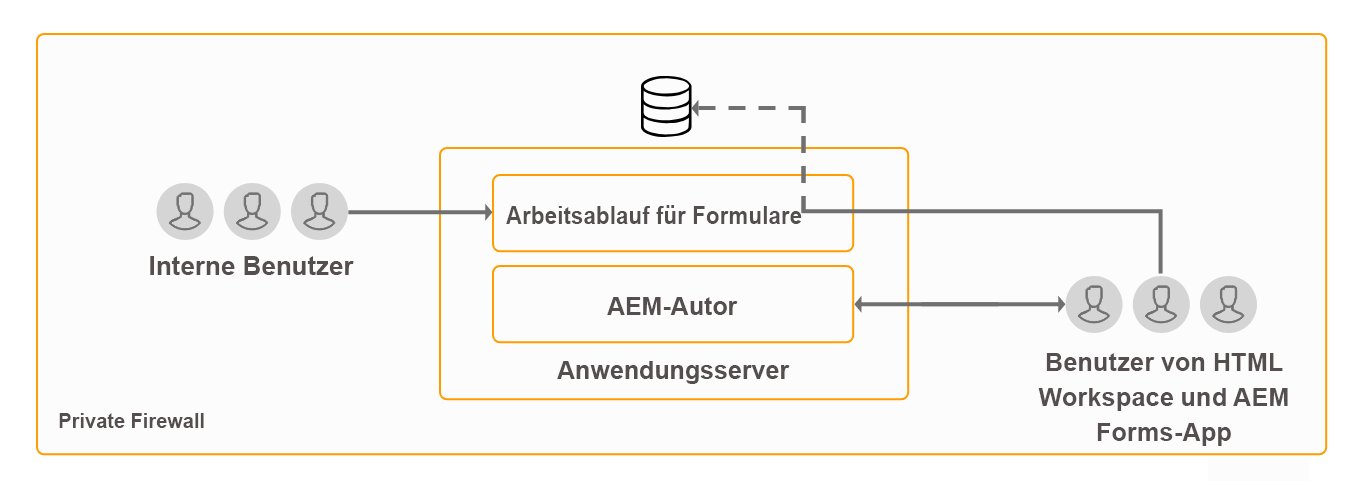 Arbeitsablauf für Formulare
Interne Benutzer
AEM-Autor
Anwendungsserver
Benutzer von HTML
Workspace und AEM
Forms-App
Private Firewall